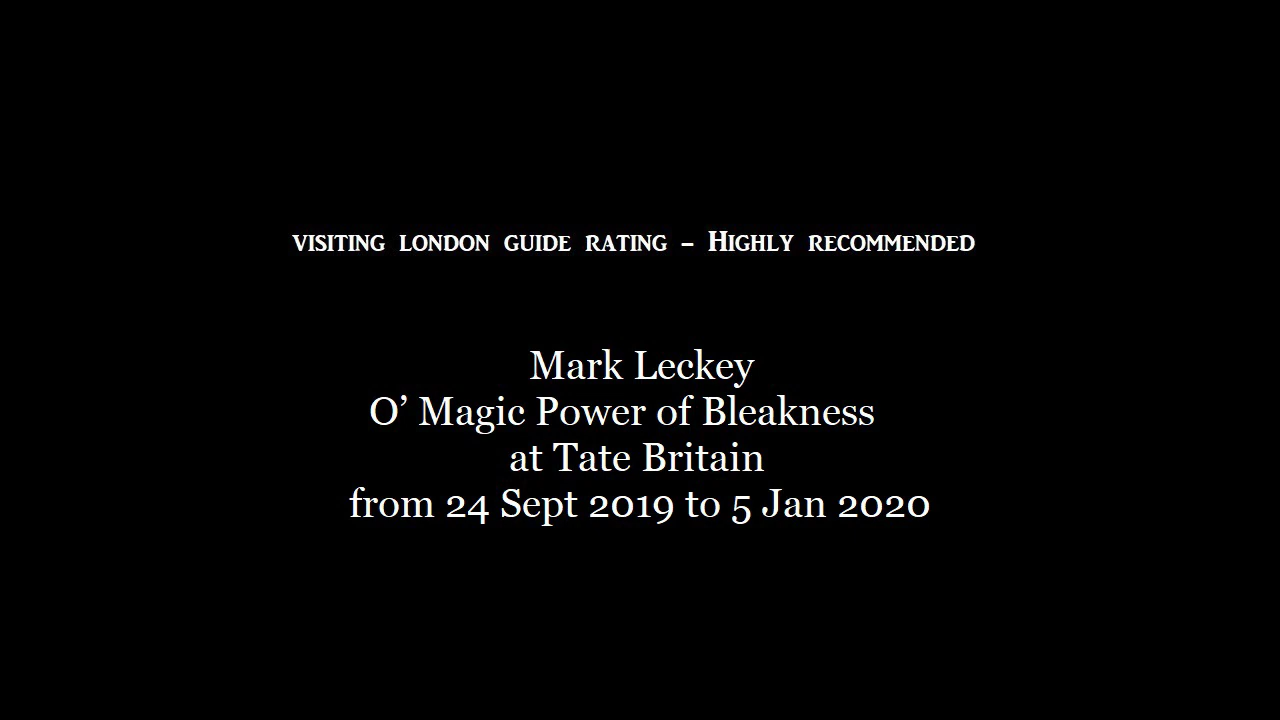 visiting london guide rating – Highly recommended
Mark Leckey
O’ Magic Power of Bleakness
at Tate Britain
from 24 Sept 2019 to 5 Jan 2020